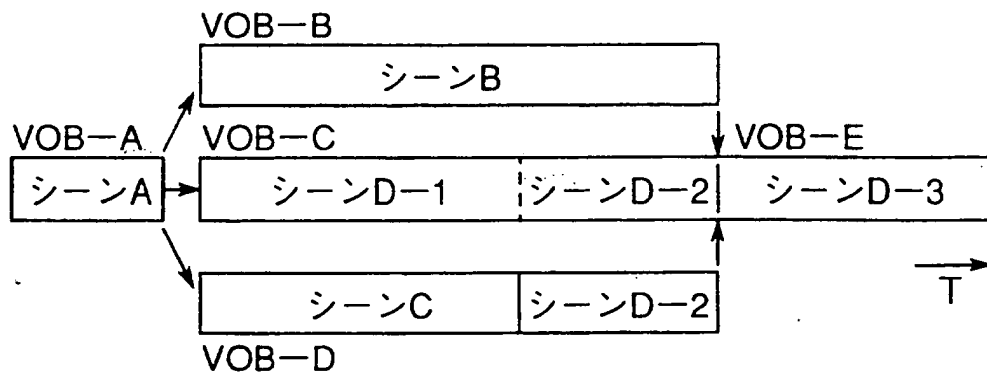 VOB—B
シーンB
VOB—A
VOB—C
VOB—E
シーンA
シーンD—1
シーンD—2
シーンD—3
シーンC
シーンD—2
T
VOB—D